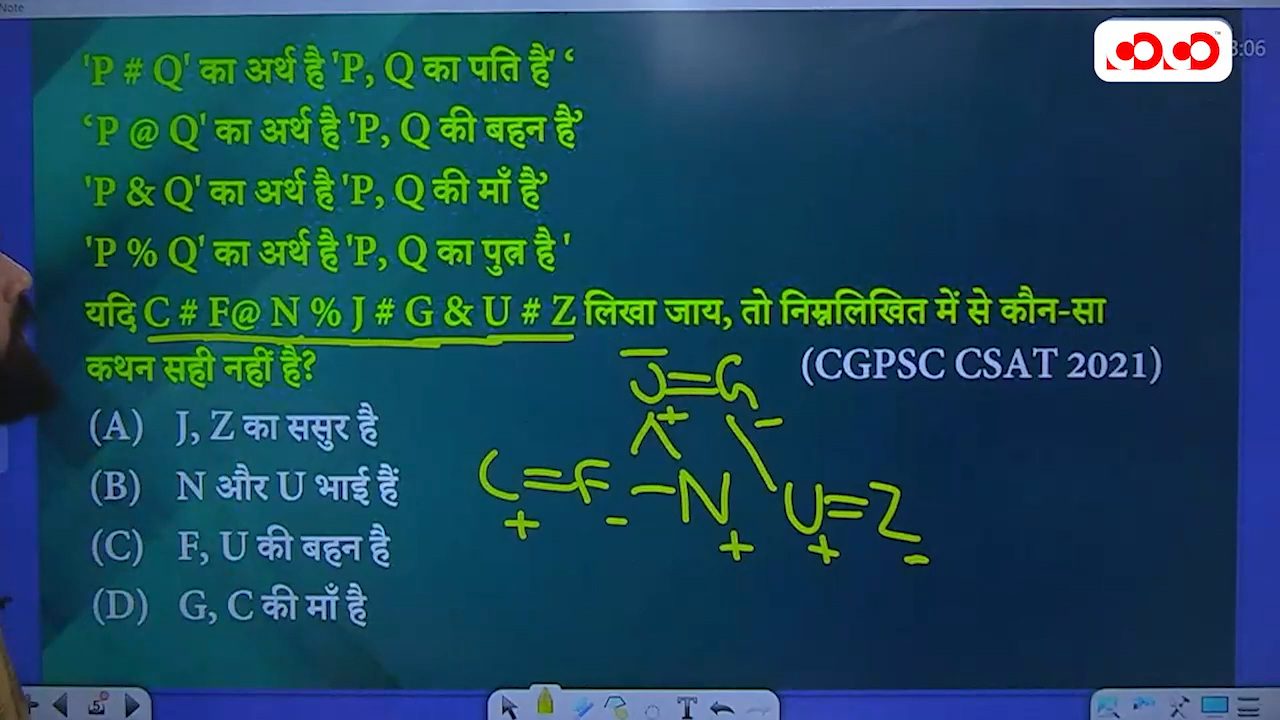 Note
3:06
'P # Q' का अर्थ है 'P, Q का पति है' ‘
‘P @ Q' का अर्थ है 'P, Q की बहन है’
'P & Q' का अर्थ है 'P, Q की माँ है’
'P % Q' का अर्थ है 'P, Q का पुत्र है '
यदि C # F@ N % J # G & U # Z लिखा जाय, तो निम्नलिखित में से कौन-सा
कथन सही नहीं है?
(CGPSC CSAT 2021)
(A) J, Z का ससुर है
(B) N और U भाई हैं
(C) F, U की बहन है
(D) G, C की माँ है
J=G
+ -
C=F-N U=Z
+ - + + -
T